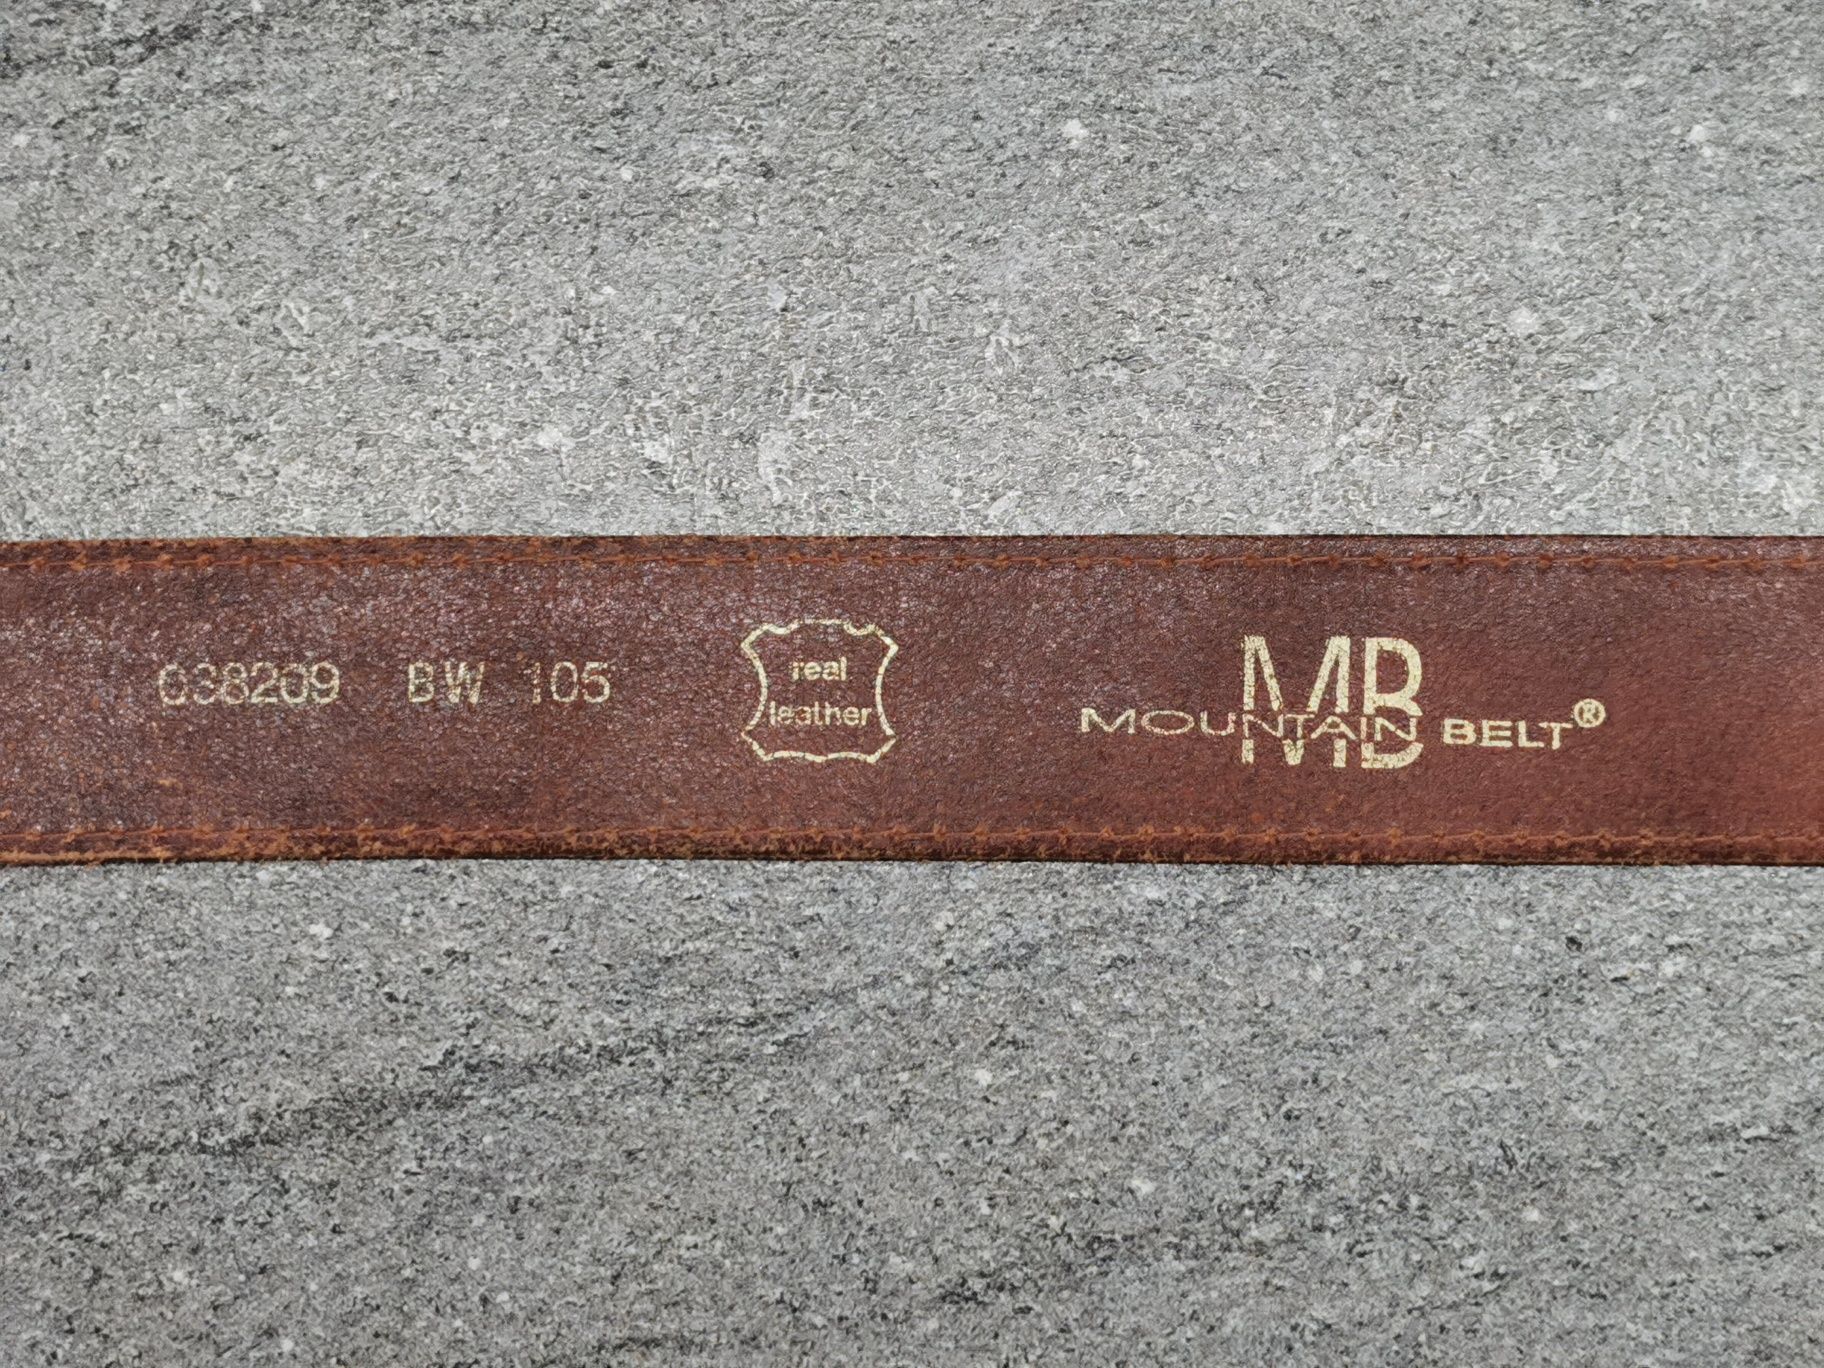 038209 BW 105
real
leather
MB
MOUNTAIN BELT®